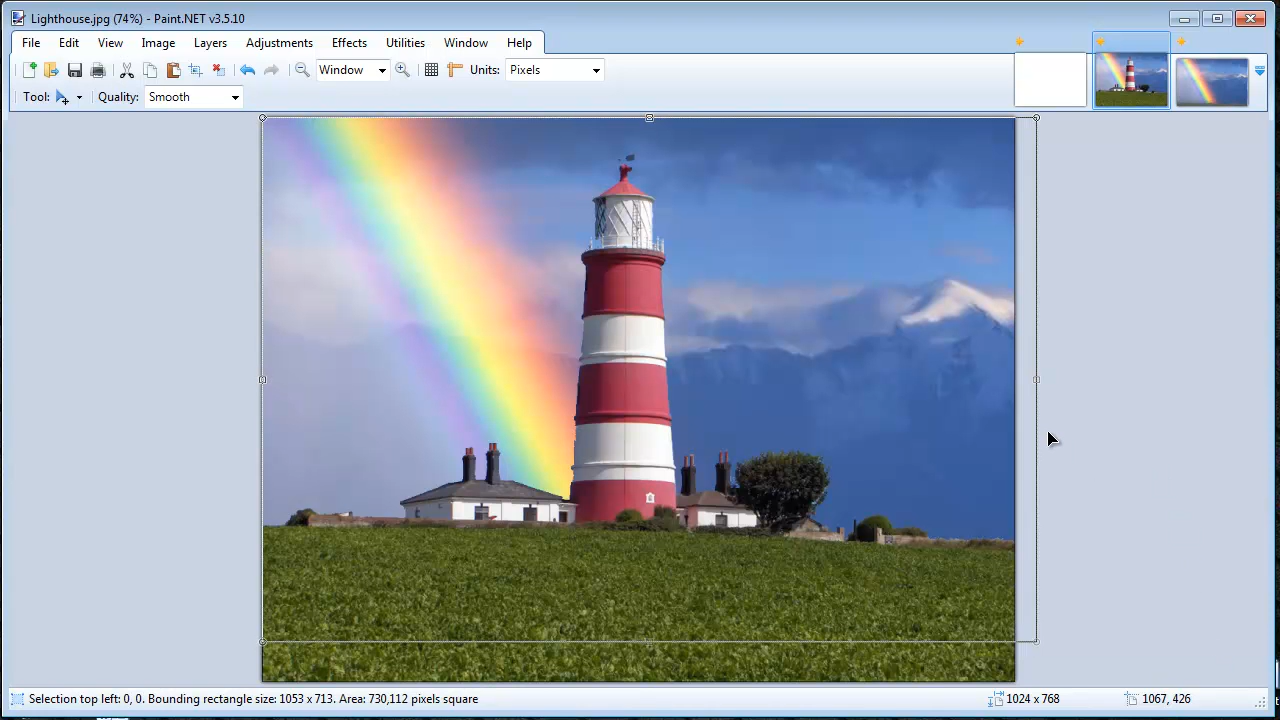 Lighthouse.jpg (74%) - Paint.NET v3.5.10
File Edit View Image Layers Adjustments Effects Utilities Window Help
Window Units: Pixels
Tool: Quality: Smooth
Selection top left: 0, 0. Bounding rectangle size: 1053 x 713. Area: 730,112 pixels square 1024 x 768 1067, 426